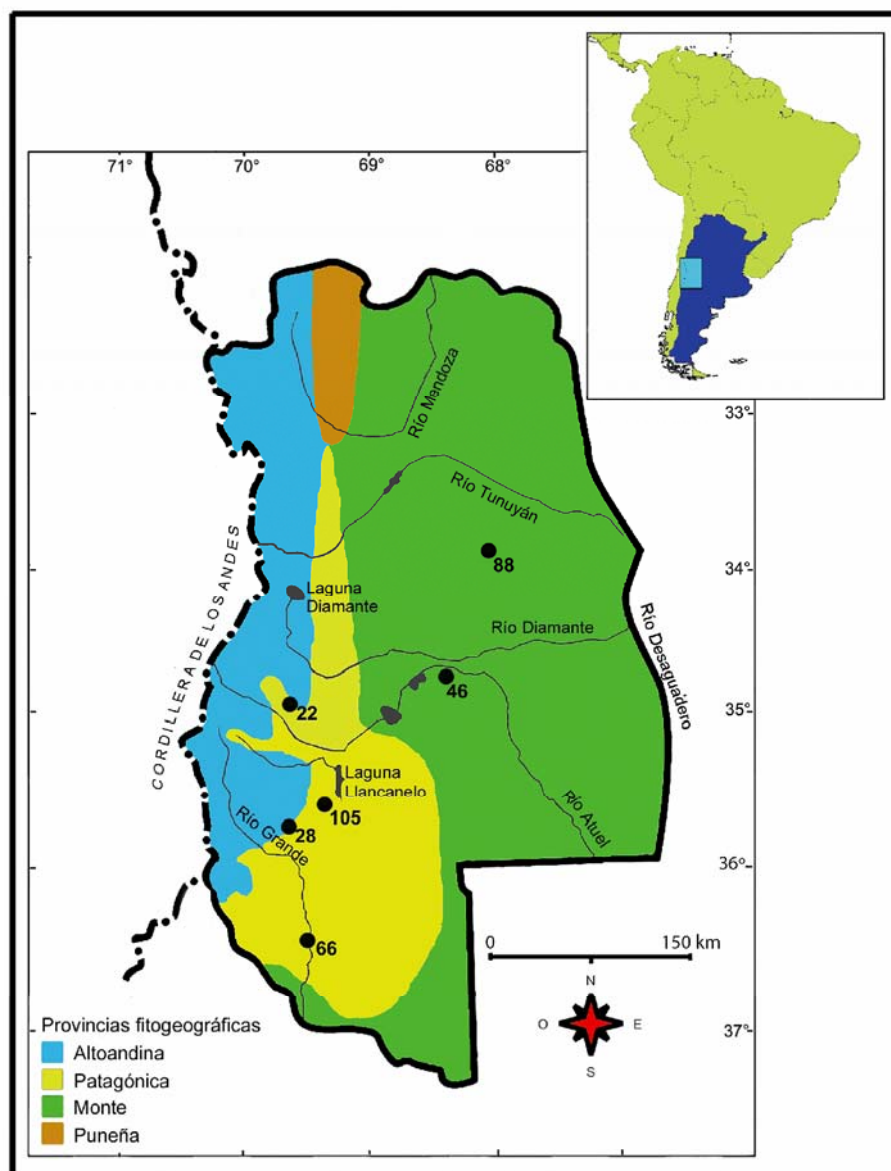 71°
70°
69°
68°
Río Mendoza
33°
Río Tunuyán
88
34°
Laguna
Diamante
CORDILLERA DE LOS ANDES
Río Diamante
Río Desaguadero
46
22
35°
Laguna
Llancanelo
105
Río Grande
28
Río Atuel
36°
66
0
150 km
N
O
E
S
37°
Provincias fitogeográficas
Altoandina
Patagónica
Monte
Puneña